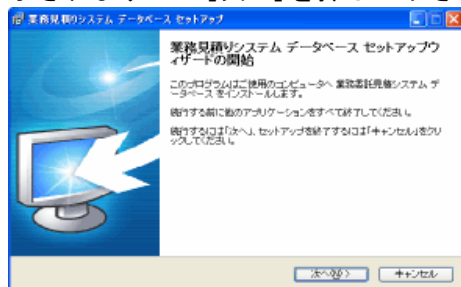 業務見積りシステム データベース セットアップ
業務見積りシステム データベース セットアップウ
ィザードの開始
このプログラムはご使用のコンピュータへ 業務委託見積システム デ
ータベース をインストールします。
続行する前に他のアプリケーションをすべて終了してください。
続行するには「次へ」、セットアップを終了するには「キャンセル」をクリ
ックしてください。
次へ(N) >
キャンセル